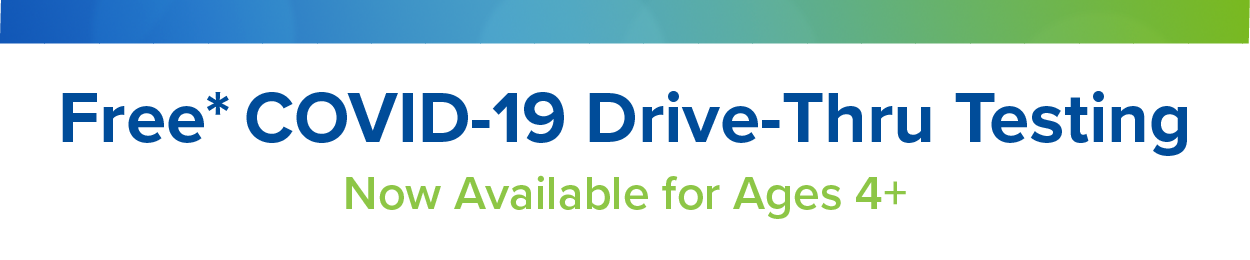 Free* COVID-19 Drive-Thru Testing
Now Available for Ages 4+